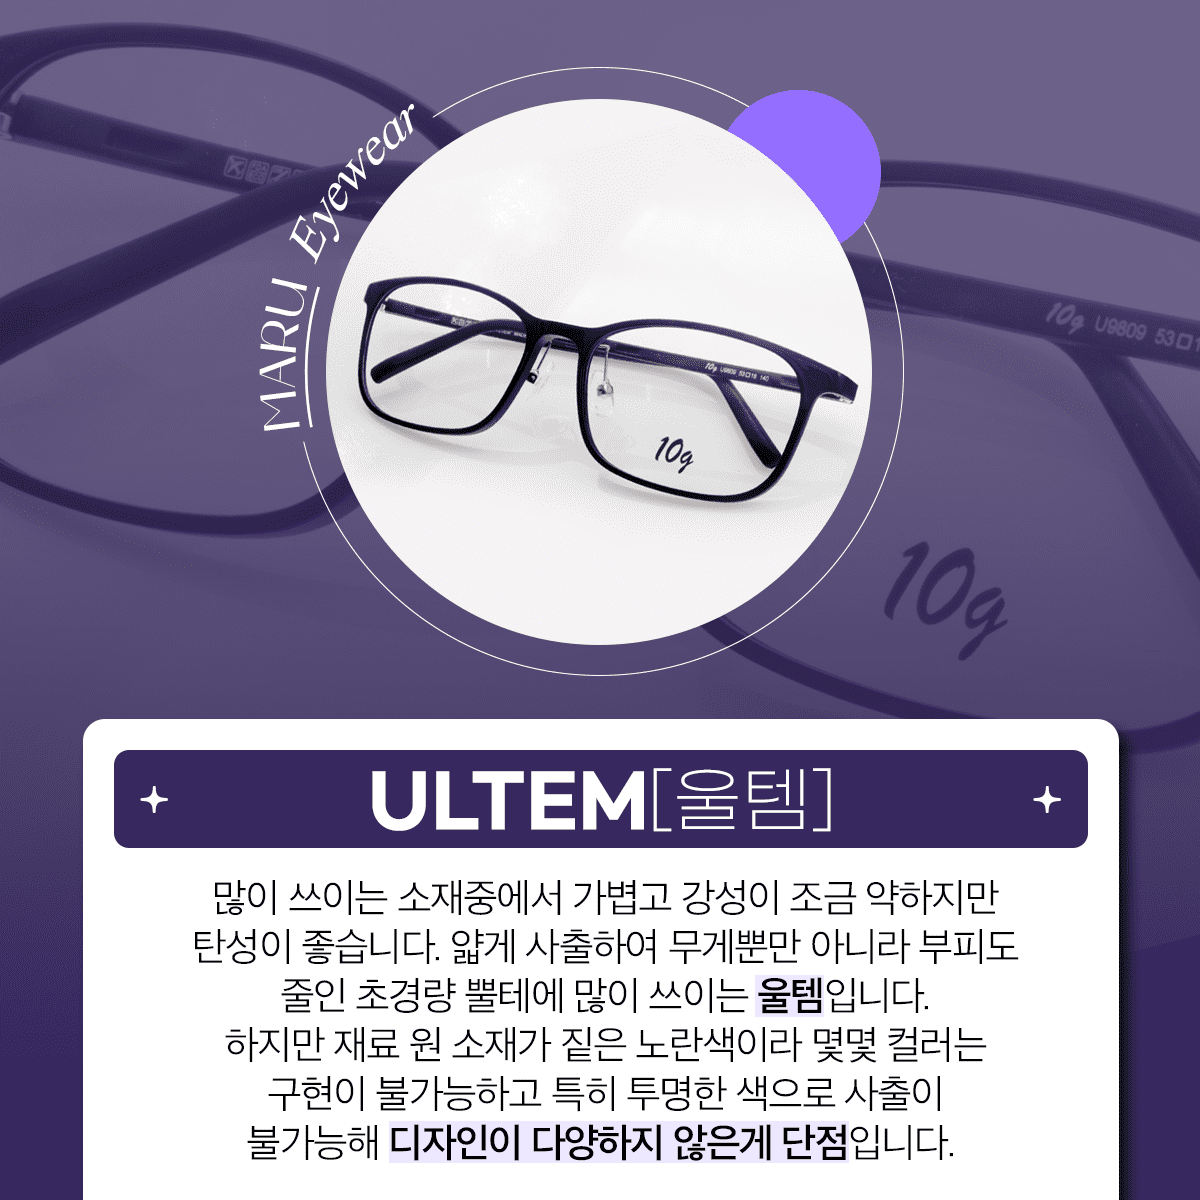 MARU Eyewear
10g U9809 53□18 140
10g
10g U9809 53□1
10g
ULTEM[울템]
많이 쓰이는 소재중에서 가볍고 강성이 조금 약하지만
탄성이 좋습니다. 얇게 사출하여 무게뿐만 아니라 부피도
줄인 초경량 뿔테에 많이 쓰이는 울템입니다.
하지만 재료 원 소재가 짙은 노란색이라 몇몇 컬러는
구현이 불가능하고 특히 투명한 색으로 사출이
불가능해 디자인이 다양하지 않은게 단점입니다.